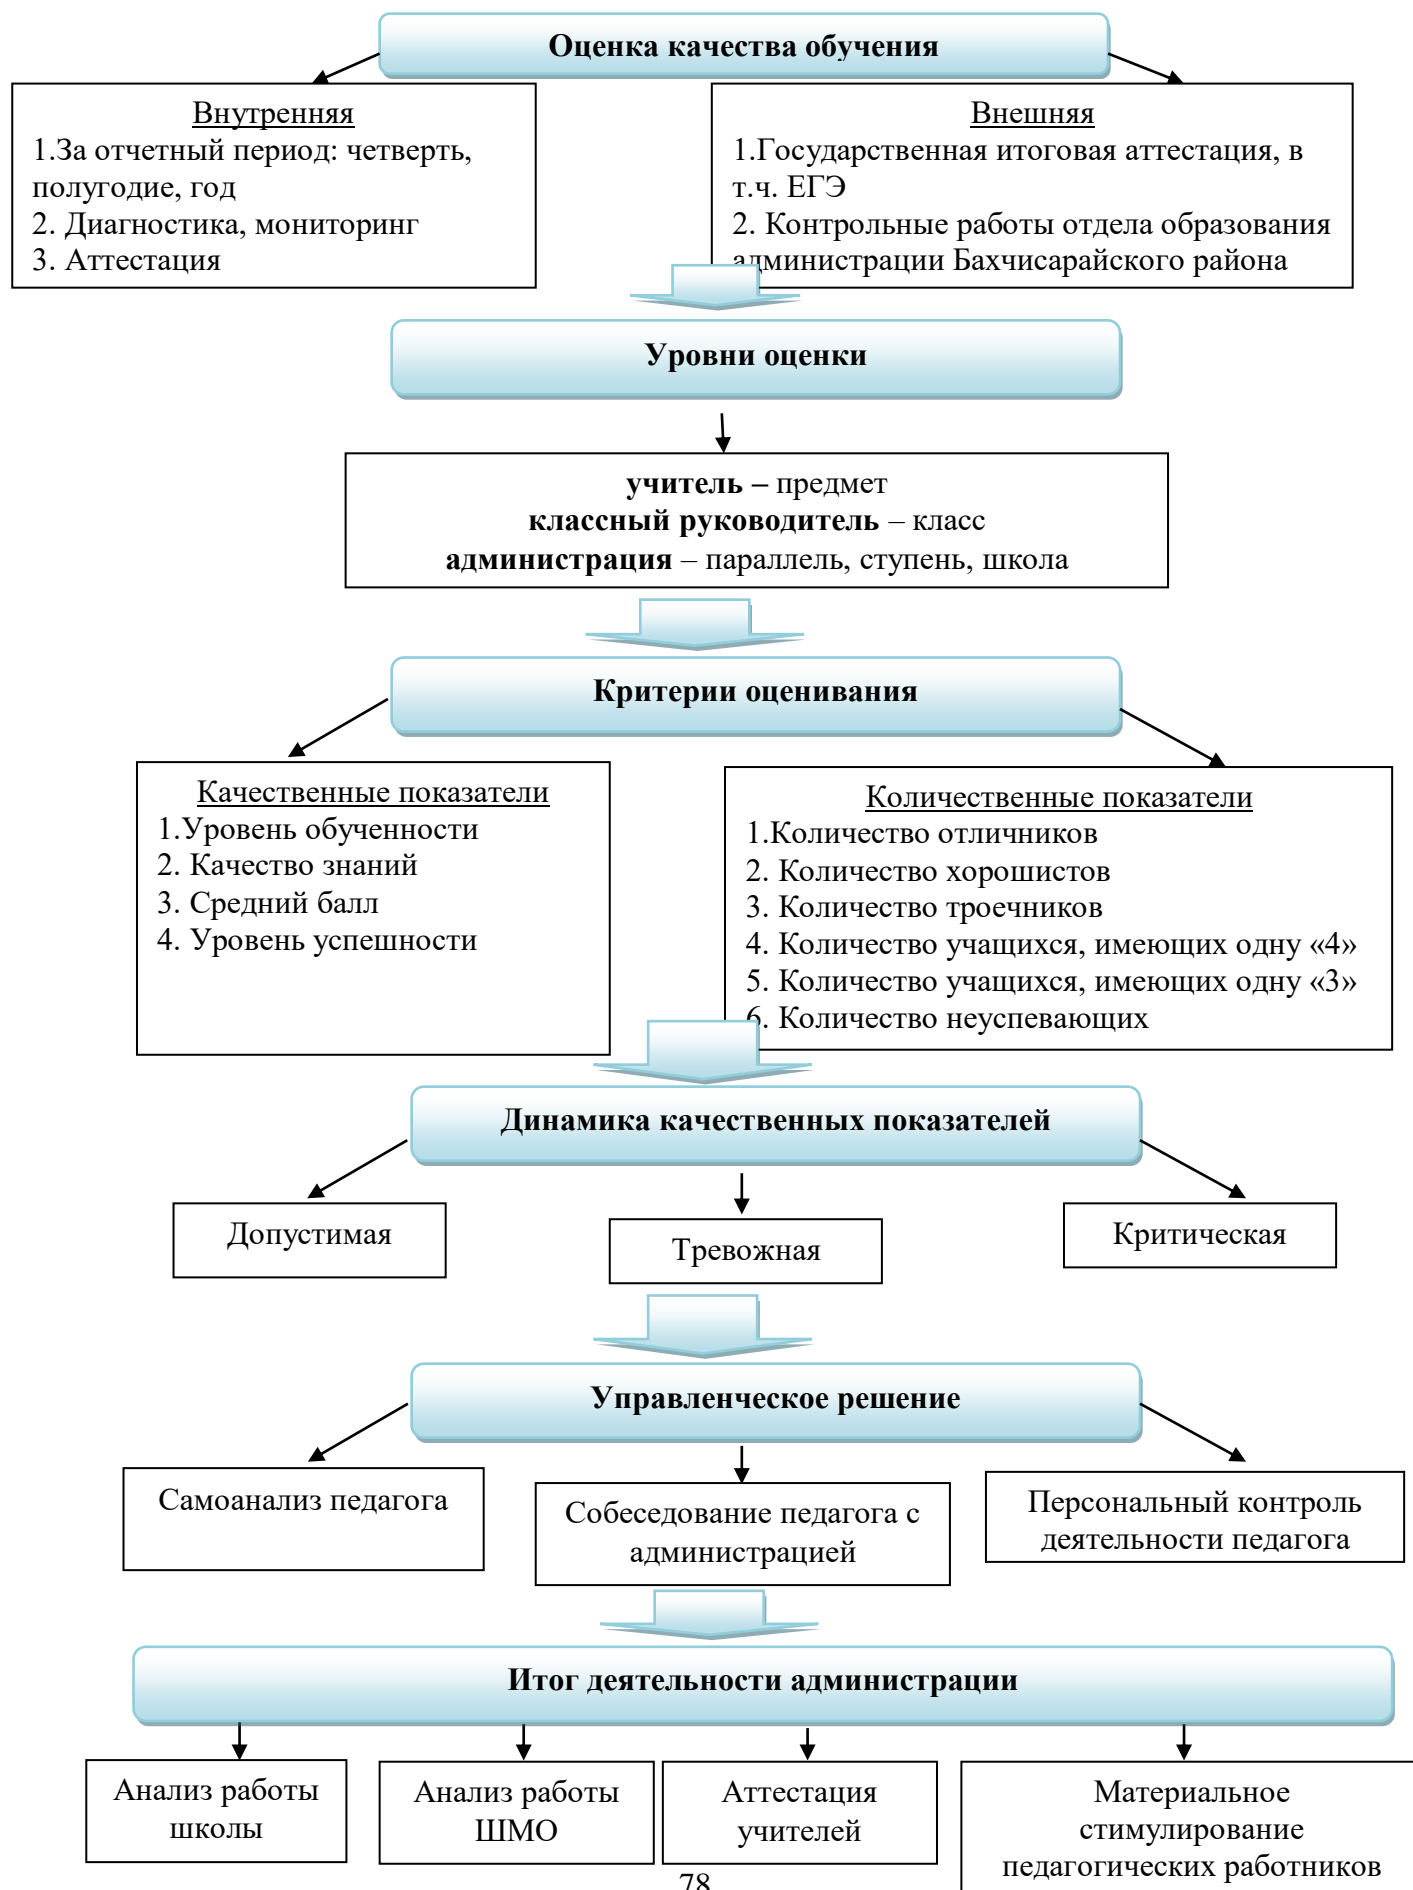 Оценка качества обучения
Внутренняя
1.За отчетный период: четверть,
полугодие, год
2. Диагностика, мониторинг
3. Аттестация
Внешняя
1.Государственная итоговая аттестация, в
т.ч. ЕГЭ
2. Контрольные работы отдела образования
администрации Бахчисарайского района
Уровни оценки
учитель – предмет
классный руководитель – класс
администрация – параллель, ступень, школа
Критерии оценивания
Качественные показатели
1.Уровень обученности
2. Качество знаний
3. Средний балл
4. Уровень успешности
Количественные показатели
1.Количество отличников
2. Количество хорошистов
3. Количество троечников
4. Количество учащихся, имеющих одну «4»
5. Количество учащихся, имеющих одну «3»
6. Количество неуспевающих
Динамика качественных показателей
Допустимая
Тревожная
Критическая
Управленческое решение
Самоанализ педагога
Собеседование педагога с
администрацией
Персональный контроль
деятельности педагога
Итог деятельности администрации
Анализ работы
школы
Анализ работы
ШМО
Аттестация
учителей
Материальное
стимулирование
педагогических работников
78